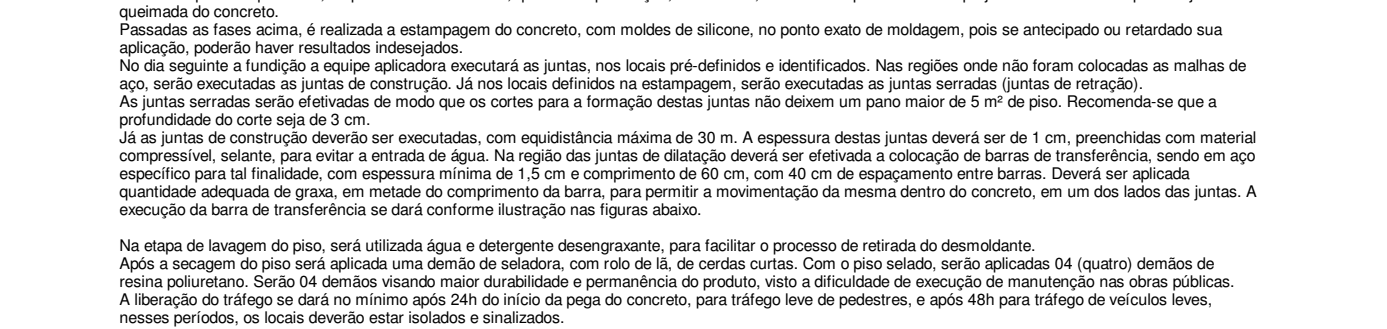 queimada do concreto.
Passadas as fases acima, é realizada a estampagem do concreto, com moldes de silicone, no ponto exato de moldagem, pois se antecipado ou retardado sua
aplicação, poderão haver resultados indesejados.
No dia seguinte a fundição a equipe aplicadora executará as juntas, nos locais pré-definidos e identificados. Nas regiões onde não foram colocadas as malhas de
aço, serão executadas as juntas de construção. Já nos locais definidos na estampagem, serão executadas as juntas serradas (juntas de retração).
As juntas serradas serão efetivadas de modo que os cortes para a formação destas juntas não deixem um pano maior de 5 m² de piso. Recomenda-se que a
profundidade do corte seja de 3 cm.
Já as juntas de construção deverão ser executadas, com equidistância máxima de 30 m. A espessura destas juntas deverá ser de 1 cm, preenchidas com material
compressível, selante, para evitar a entrada de água. Na região das juntas de dilatação deverá ser efetivada a colocação de barras de transferência, sendo em aço
específico para tal finalidade, com espessura mínima de 1,5 cm e comprimento de 60 cm, com 40 cm de espaçamento entre barras. Deverá ser aplicada
quantidade adequada de graxa, em metade do comprimento da barra, para permitir a movimentação da mesma dentro do concreto, em um dos lados das juntas. A
execução da barra de transferência se dará conforme ilustração nas figuras abaixo.
Na etapa de lavagem do piso, será utilizada água e detergente desengraxante, para facilitar o processo de retirada do desmoldante.
Após a secagem do piso será aplicada uma demão de seladora, com rolo de lã, de cerdas curtas. Com o piso selado, serão aplicadas 04 (quatro) demãos de
resina poliuretano. Serão 04 demãos visando maior durabilidade e permanência do produto, visto a dificuldade de execução de manutenção nas obras públicas.
A liberação do tráfego se dará no mínimo após 24h do início da pega do concreto, para tráfego leve de pedestres, e após 48h para tráfego de veículos leves,
nesses períodos, os locais deverão estar isolados e sinalizados.